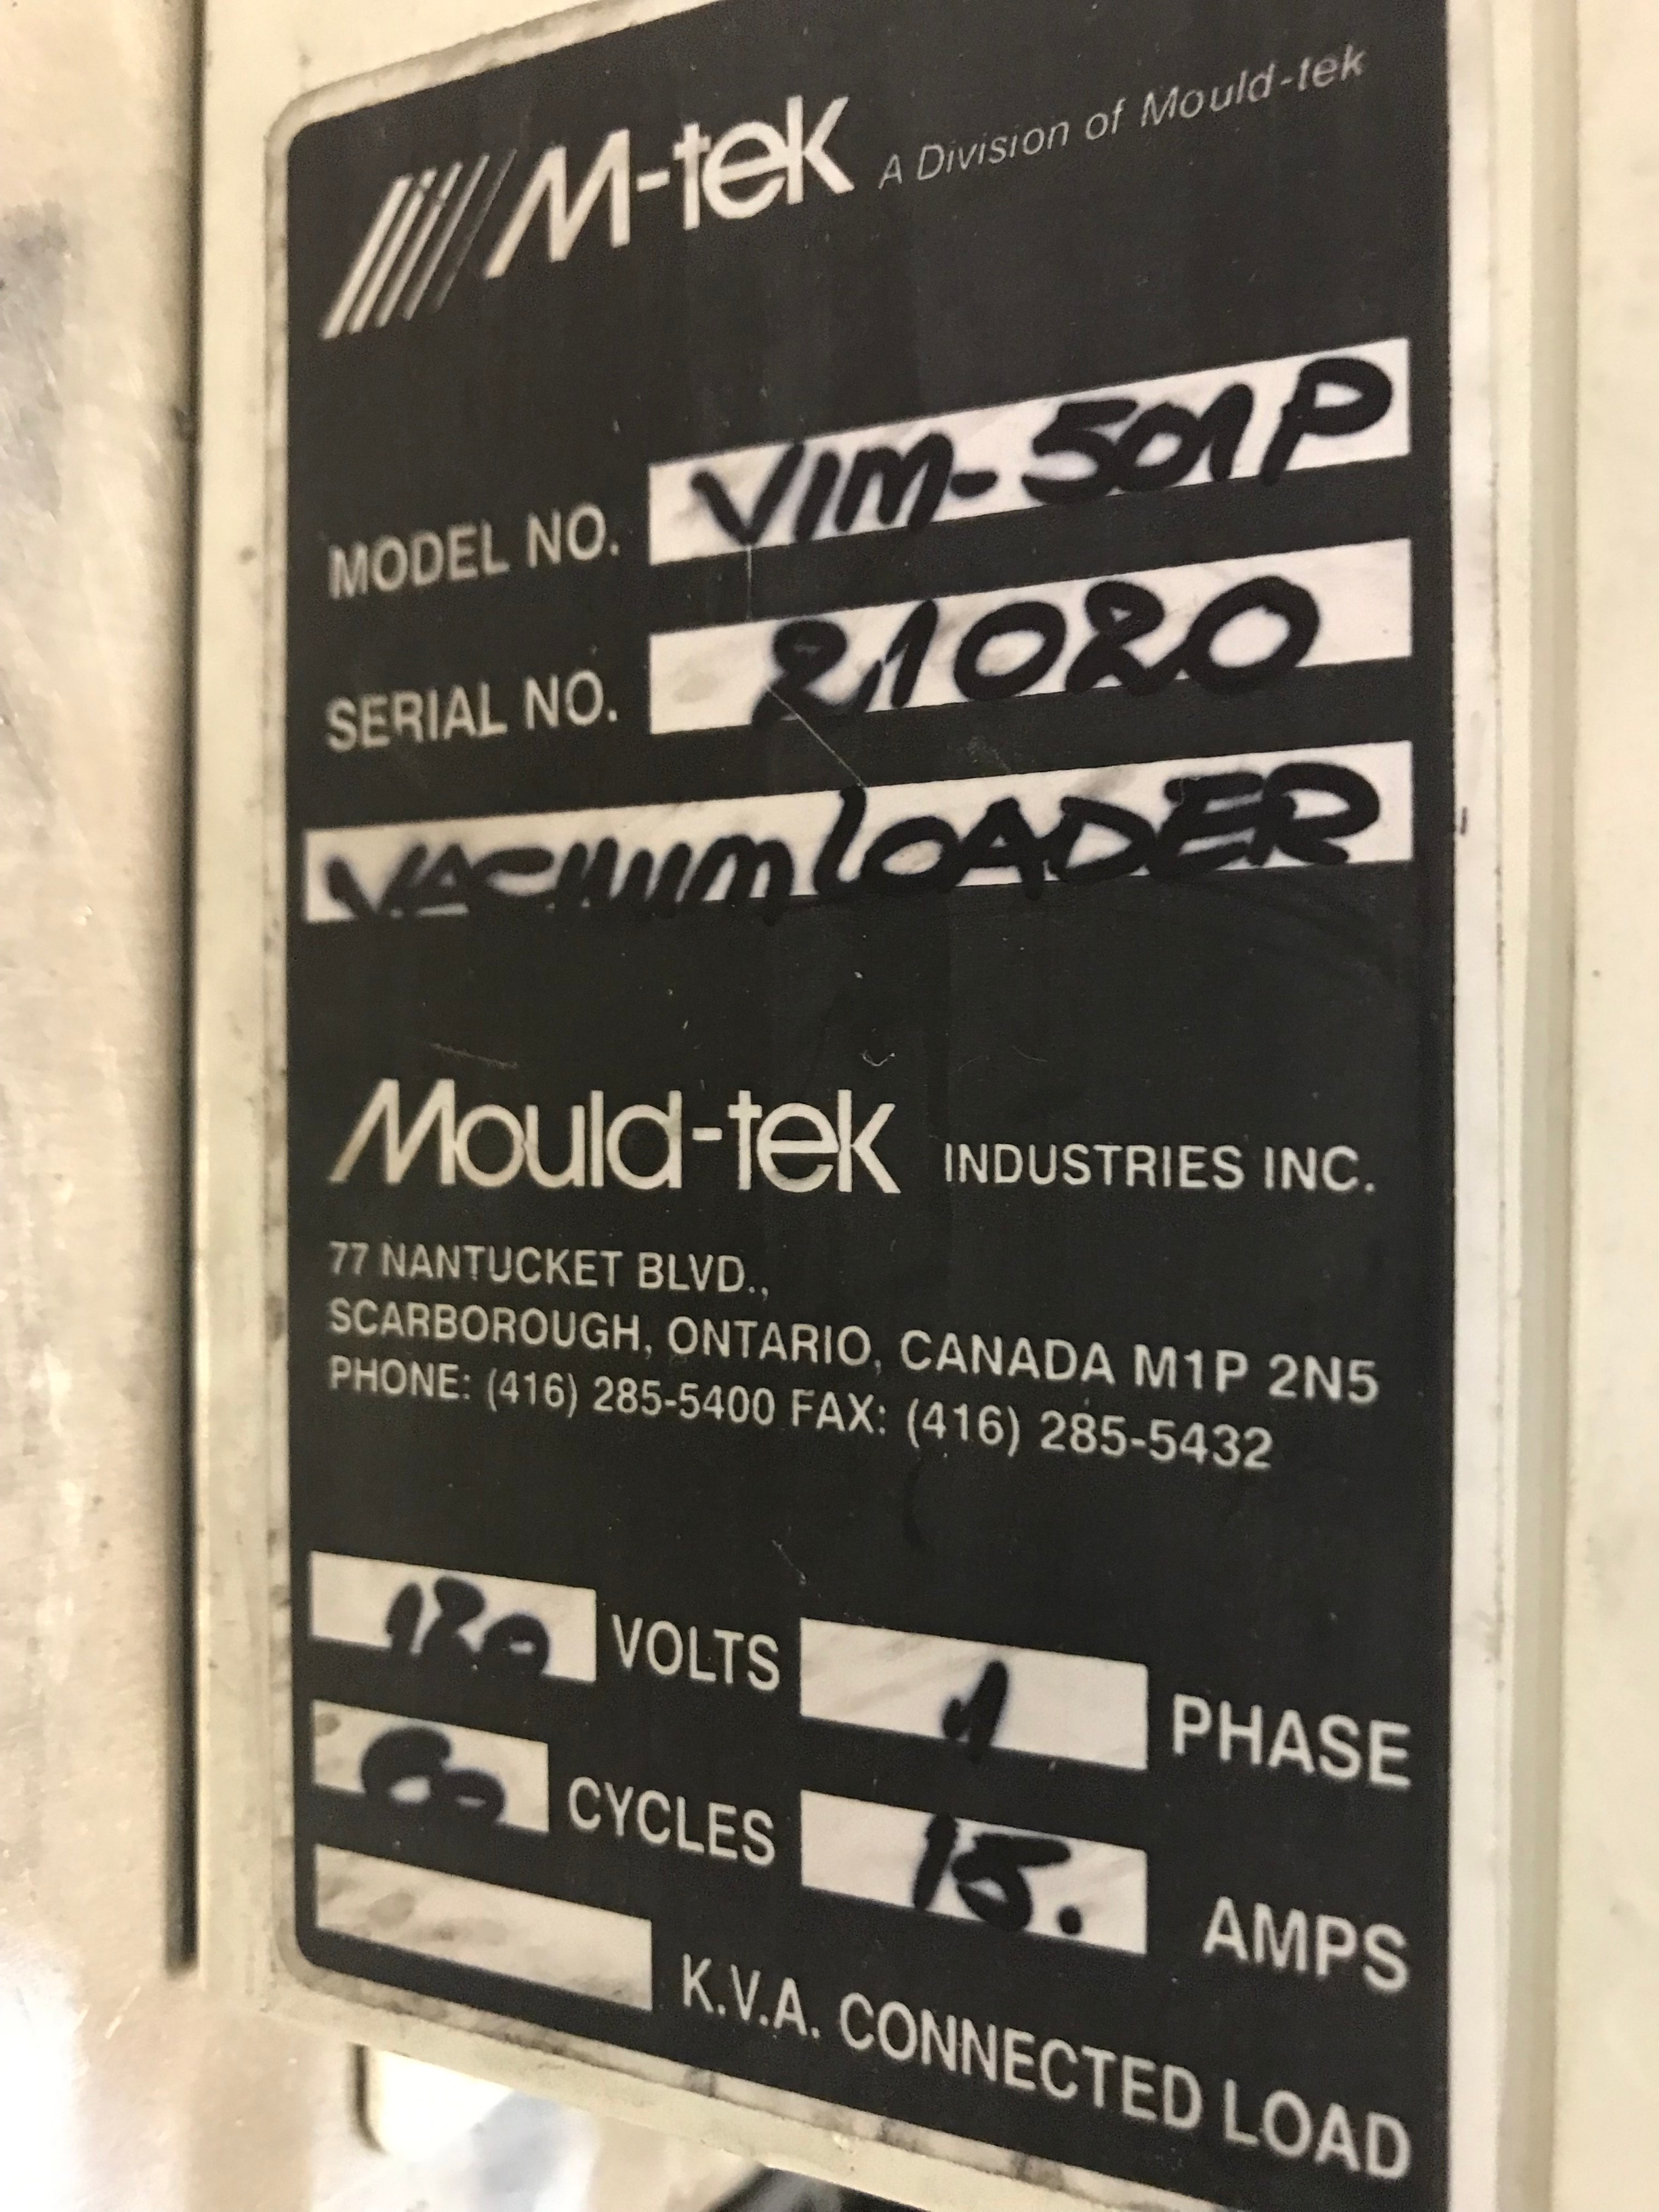 M-tek A Division of Mould-tek
MODEL NO. VIM-501P
SERIAL NO. 21020
VACUUM LOADER
Mould-tek INDUSTRIES INC.
77 NANTUCKET BLVD.,
SCARBOROUGH, ONTARIO, CANADA M1P 2N5
PHONE: (416) 285-5400 FAX: (416) 285-5432
120 VOLTS 1 PHASE
60 CYCLES 15. AMPS
K.V.A. CONNECTED LOAD